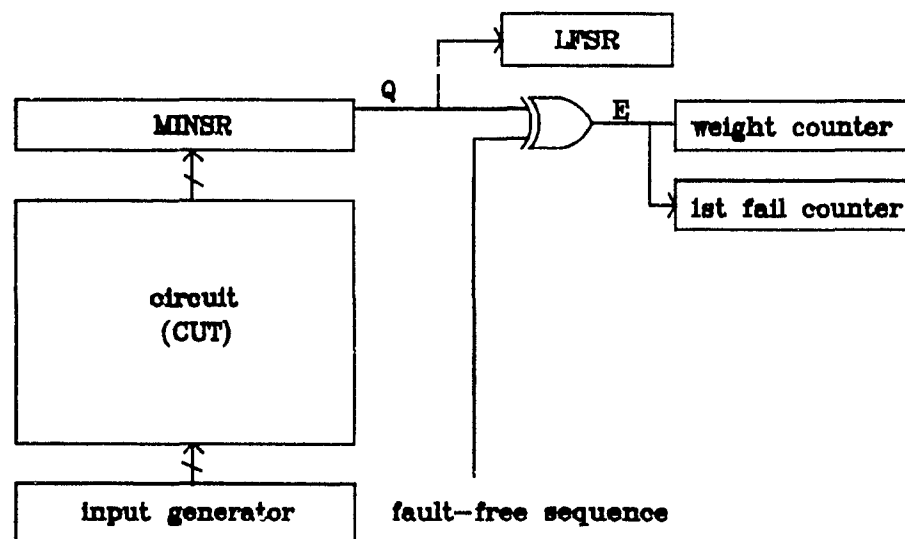 LFSR
Q
MINSR
E
weight counter
1st fail counter
circuit
(CUT)
input generator
fault-free sequence